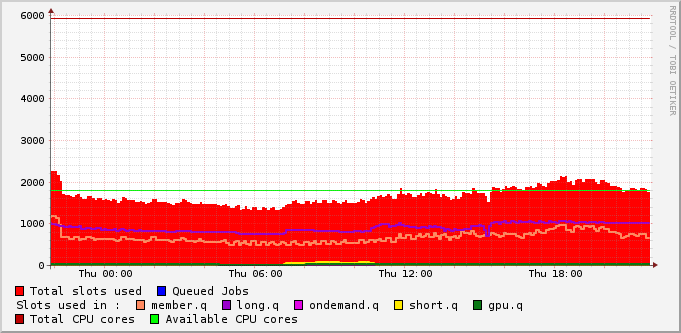 RRDTOOL / TOBI OETIKER
6000
5000
4000
3000
2000
1000
0
Thu 00:00 Thu 06:00 Thu 12:00 Thu 18:00
Total slots used Queued Jobs
Slots used in : member.q long.q ondemand.q short.q gpu.q
Total CPU cores Available CPU cores